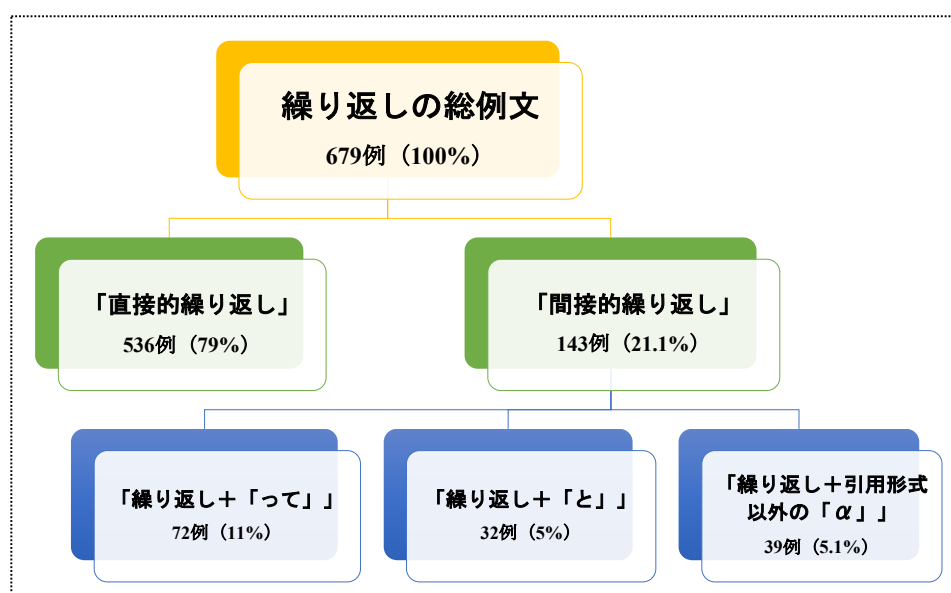 繰り返しの総例文
679例（100%）
「直接的繰り返し」
536例（79%）
「間接的繰り返し」
143例（21.1%）
「繰り返し＋「って」」
72例（11%）
「繰り返し＋「と」」
32例（5%）
「繰り返し＋引用形式
以外の「α」」
39例（5.1%）